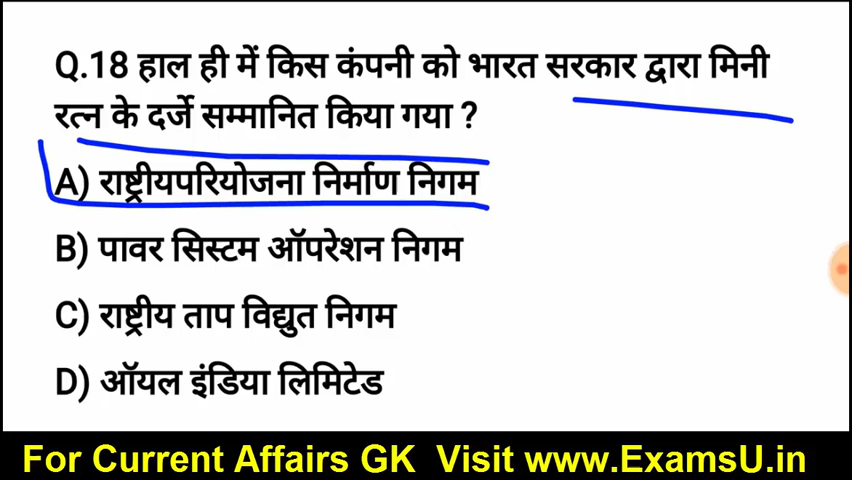 Q.18 हाल ही में किस कंपनी को भारत सरकार द्वारा मिनी
रत्न के दर्जे सम्मानित किया गया ?
A) राष्ट्रीयपरियोजना निर्माण निगम
B) पावर सिस्टम ऑपरेशन निगम
C) राष्ट्रीय ताप विद्युत निगम
D) ऑयल इंडिया लिमिटेड
For Current Affairs GK Visit www.ExamsU.in